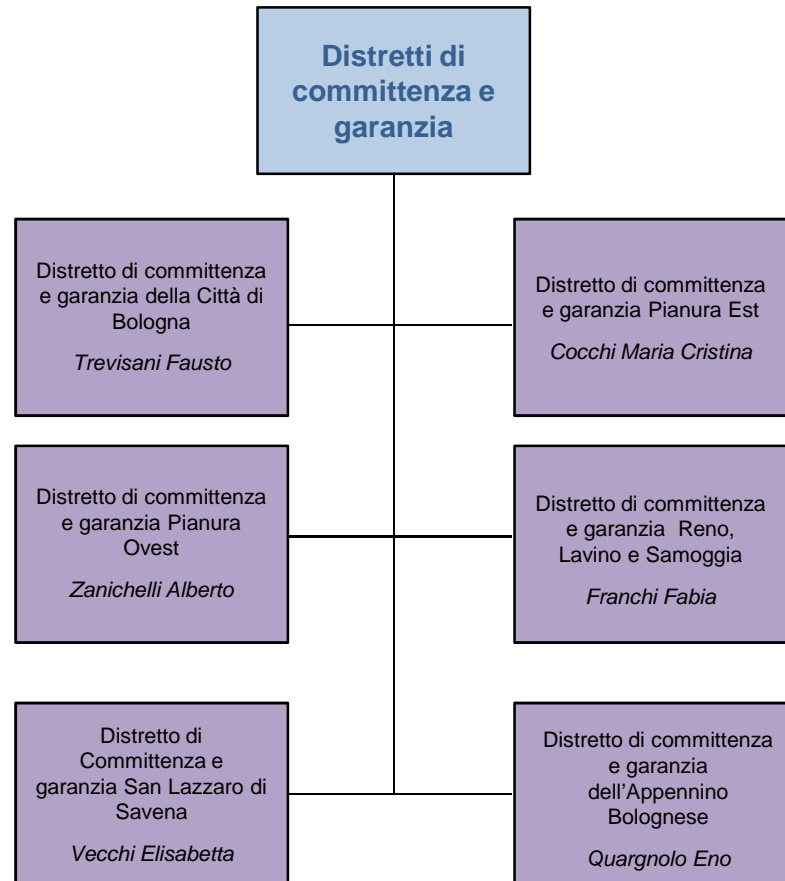 Distretti di
committenza e
garanzia
Distretto di committenza
e garanzia della Città di
Bologna
Trevisani Fausto
Distretto di committenza
e garanzia Pianura Est
Cocchi Maria Cristina
Distretto di committenza
e garanzia Pianura
Ovest
Zanichelli Alberto
Distretto di committenza
e garanzia Reno,
Lavino e Samoggia
Franchi Fabia
Distretto di
Committenza e
garanzia San Lazzaro di
Savena
Vecchi Elisabetta
Distretto di committenza
e garanzia
dell'Appennino
Bolognese
Quargnolo Eno